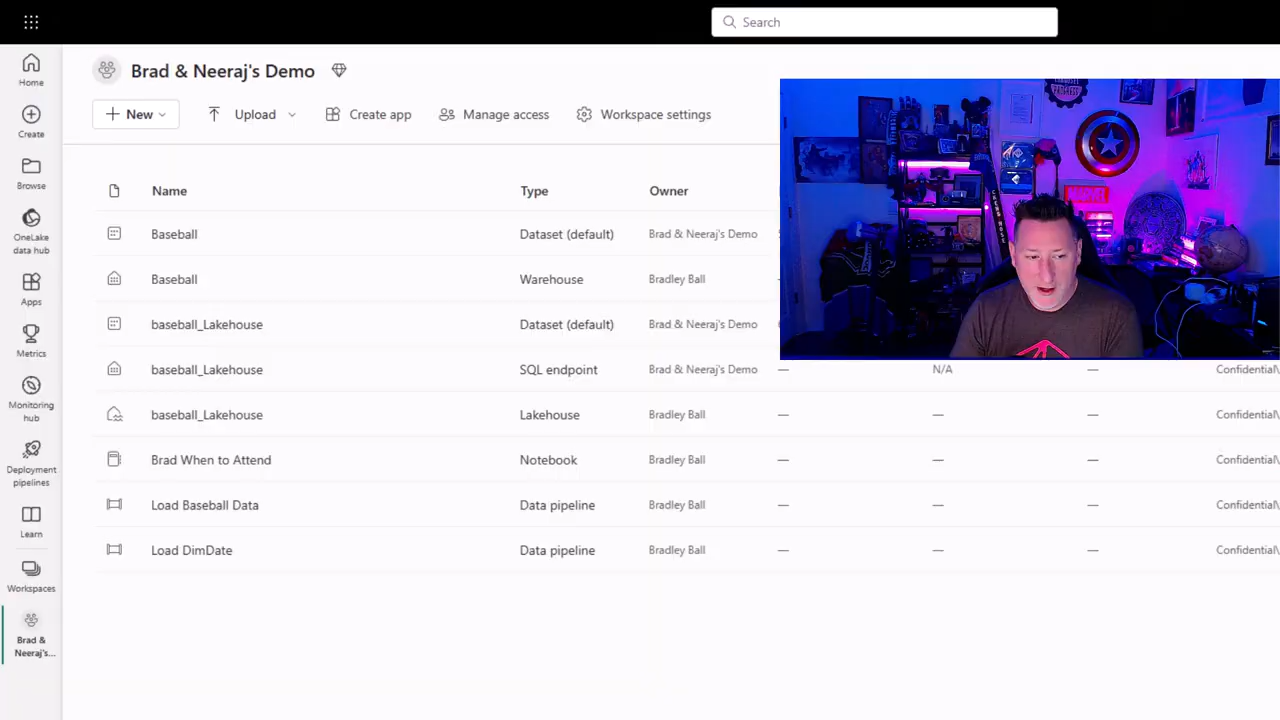 Search
Home
Create
Browse
OneLake
data hub
Apps
Metrics
Monitoring
hub
Deployment
pipelines
Learn
Workspaces
Brad &
Neeraj's...
Brad & Neeraj's Demo
New
Upload
Create app
Manage access
Workspace settings
Name Type Owner
Baseball Dataset (default) Brad & Neeraj's Demo
Baseball Warehouse Bradley Ball —
baseball_Lakehouse Dataset (default) Brad & Neeraj's Demo
baseball_Lakehouse SQL endpoint Brad & Neeraj's Demo — N/A — Confidential\
baseball_Lakehouse Lakehouse Bradley Ball — — — Confidential\
Brad When to Attend Notebook Bradley Ball — — — Confidential\
Load Baseball Data Data pipeline Bradley Ball — — — Confidential\
Load DimDate Data pipeline Bradley Ball — — — Confidential\
MARVEL